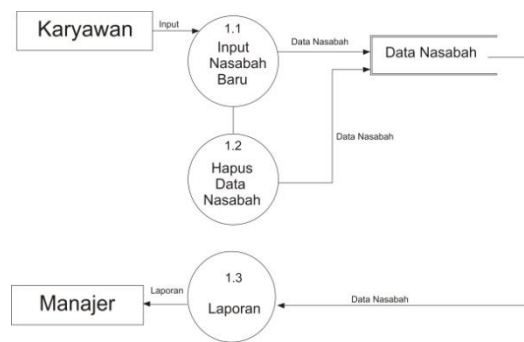 Karyawan
Input
1.1
Input
Nasabah
Baru
Data Nasabah
Data Nasabah
1.2
Hapus
Data
Nasabah
Data Nasabah
Manajer
Laporan
1.3
Laporan
Data Nasabah